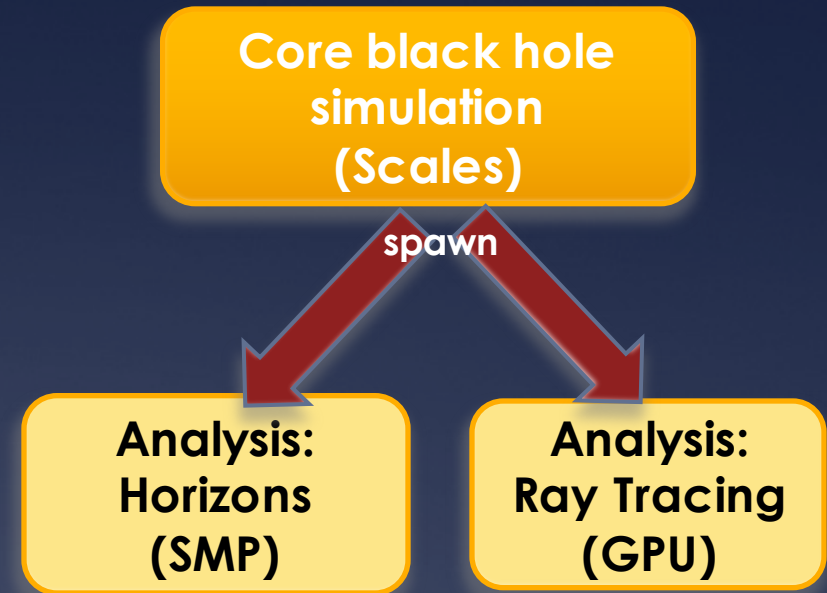 Core black hole
simulation
(Scales)
spawn
Analysis:
Horizons
(SMP)
Analysis:
Ray Tracing
(GPU)